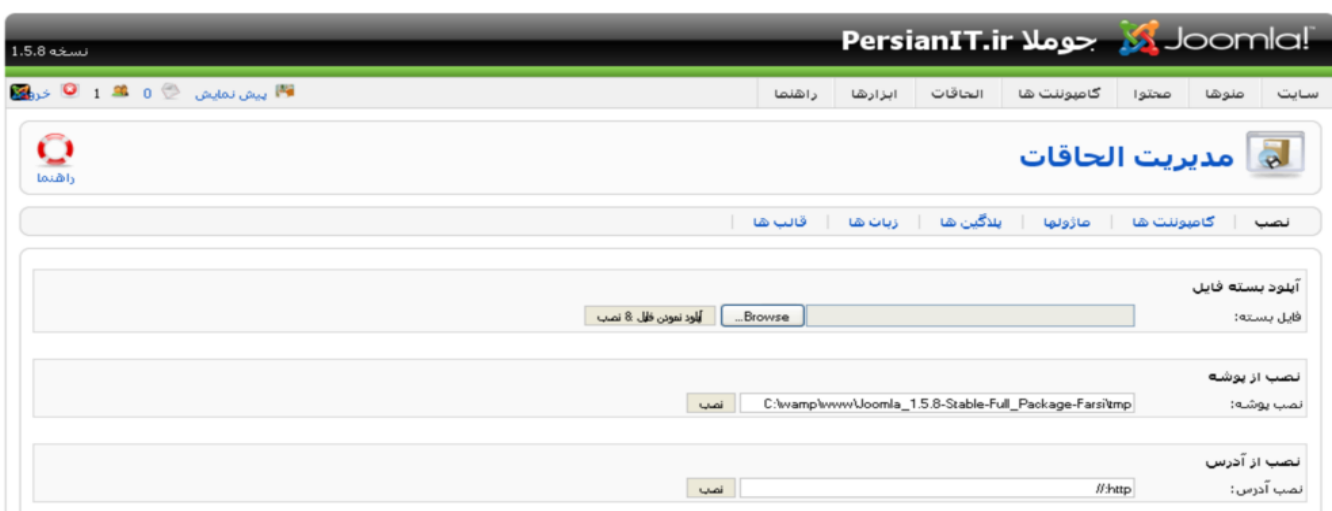 Joomla! جوملا PersianIT.ir
نسخه 1.5.8
سایت منوها محتوا کامپوننت ها الحاقات ابزارها راهنما
پیش نمایش 0 1 خروج
مدیریت الحاقات
راهنما
نصب | کامپوننت ها | ماژولها | پلاگین ها | زبان ها | قالب ها |
آپلود بسته فایل
فایل بسته: Browse... آپلود نمودن فایل & نصب
نصب از پوشه
نصب پوشه: C:\wamp\www\Joomla_1.5.8-Stable-Full_Package-Farsi\tmp نصب
نصب از آدرس
نصب آدرس: http:// نصب